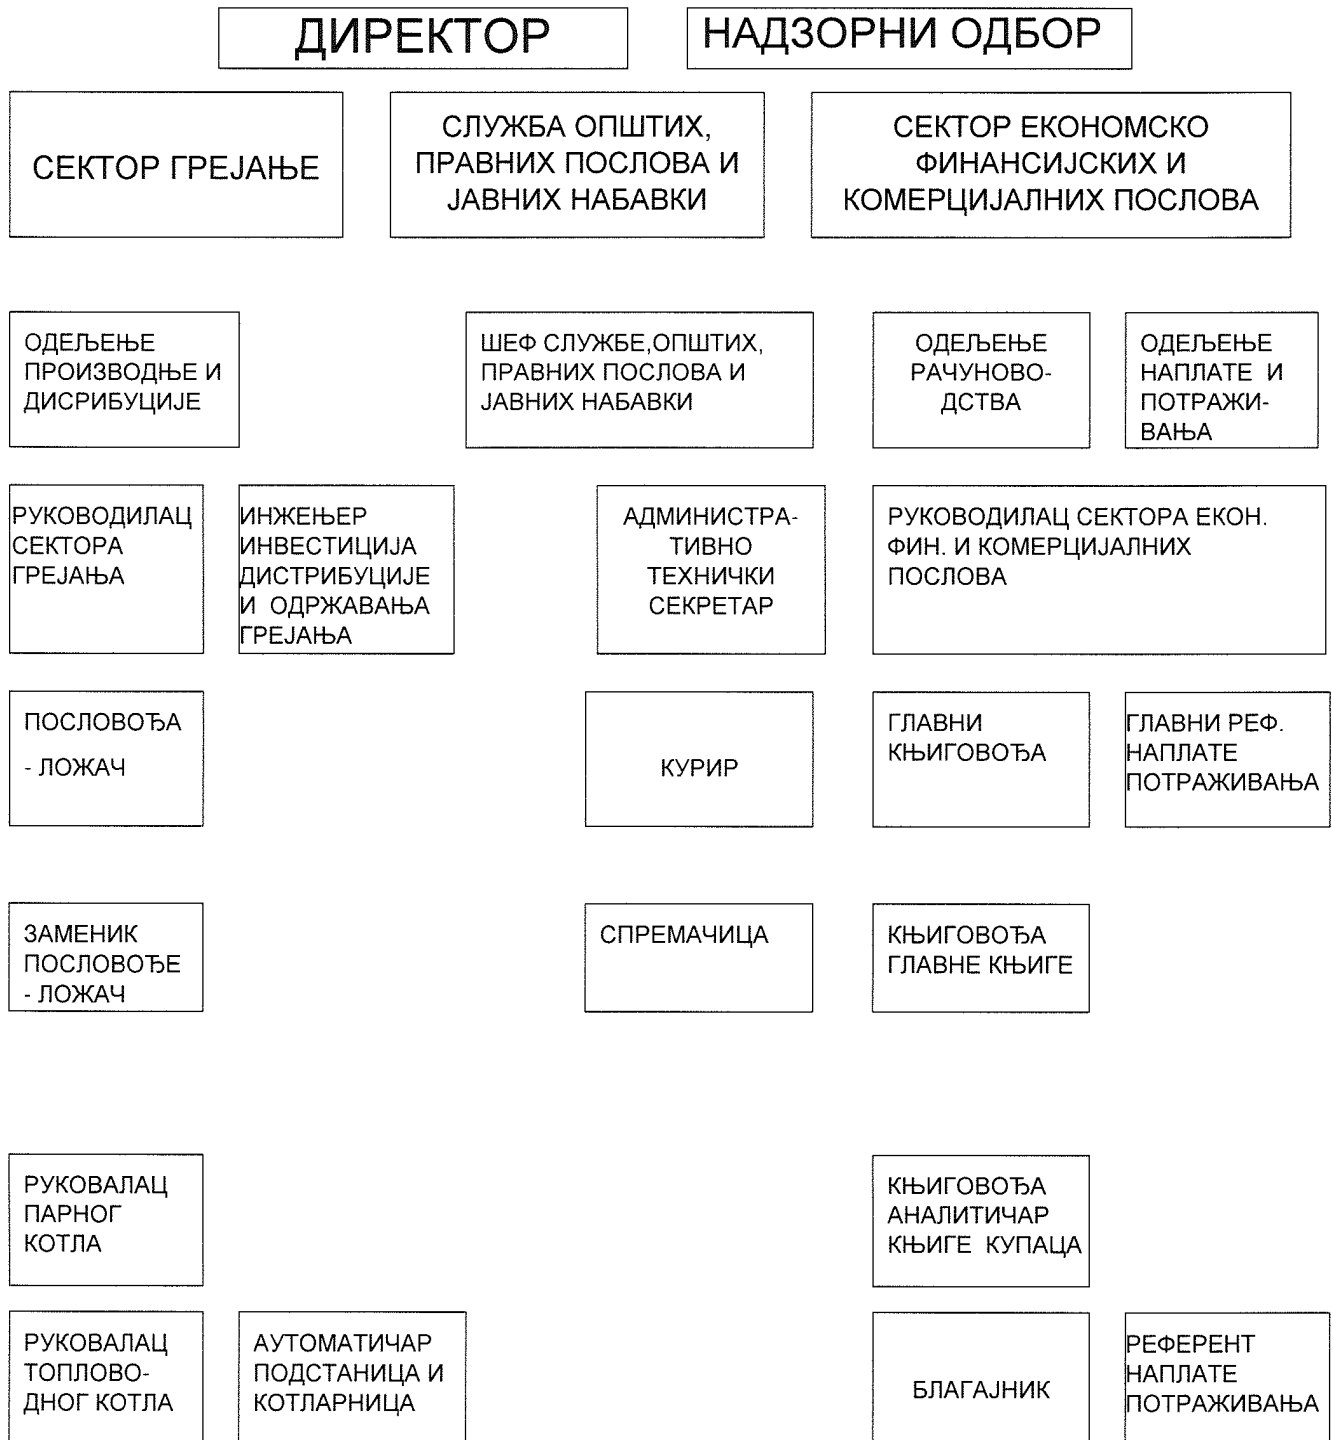 ДИРЕКТОР
НАДЗОРНИ ОДБОР
СЕКТОР ГРЕЈАЊЕ
СЛУЖБА ОПШТИХ,
ПРАВНИХ ПОСЛОВА И
ЈАВНИХ НАБАВКИ
СЕКТОР ЕКОНОМСКО
ФИНАНСИЈСКИХ И
КОМЕРЦИЈАЛНИХ ПОСЛОВА
ОДЕЉЕЊЕ
ПРОИЗВОДЊЕ И
ДИСРИБУЦИЈЕ
ШЕФ СЛУЖБЕ,ОПШТИХ,
ПРАВНИХ ПОСЛОВА И
ЈАВНИХ НАБАВКИ
ОДЕЉЕЊЕ
РАЧУНОВО-
ДСТВА
ОДЕЉЕЊЕ
НАПЛАТЕ И
ПОТРАЖИ-
ВАЊА
РУКОВОДИЛАЦ
СЕКТОРА
ГРЕЈАЊА
ИНЖЕЊЕР
ИНВЕСТИЦИЈА
ДИСТРИБУЦИЈЕ
И ОДРЖАВАЊА
ГРЕЈАЊА
АДМИНИСТРА-
ТИВНО
ТЕХНИЧКИ
СЕКРЕТАР
РУКОВОДИЛАЦ СЕКТОРА ЕКОН.
ФИН. И КОМЕРЦИЈАЛНИХ
ПОСЛОВА
ПОСЛОВОЂА
- ЛОЖАЧ
КУРИР
ГЛАВНИ
КЊИГОВОЂА
ГЛАВНИ РЕФ.
НАПЛАТЕ
ПОТРАЖИВАЊА
ЗАМЕНИК
ПОСЛОВОЂЕ
- ЛОЖАЧ
СПРЕМАЧИЦА
КЊИГОВОЂА
ГЛАВНЕ КЊИГЕ
РУКОВАЛАЦ
ПАРНОГ
КОТЛА
КЊИГОВОЂА
АНАЛИТИЧАР
КЊИГЕ КУПАЦА
РУКОВАЛАЦ
ТОПЛОВО-
ДНОГ КОТЛА
АУТОМАТИЧАР
ПОДСТАНИЦА И
КОТЛАРНИЦА
БЛАГАЈНИК
РЕФЕРЕНТ
НАПЛАТЕ
ПОТРАЖИВАЊА